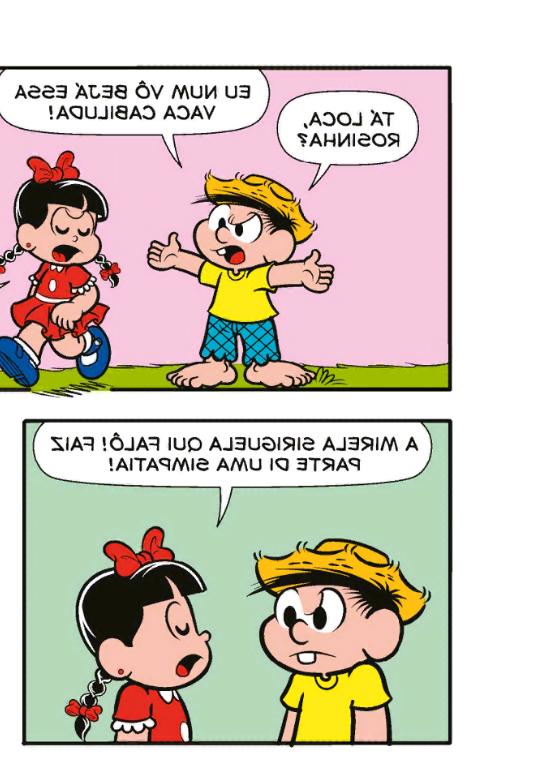 TÁ LOCA,
ROSINHA?
EU NUM VÔ BEJÁ ESSA
VACA CABILUDA!
A MIRELA SIRIGUELA QUI FALÔ! FAIZ
PARTE DI UMA SIMPATIA!